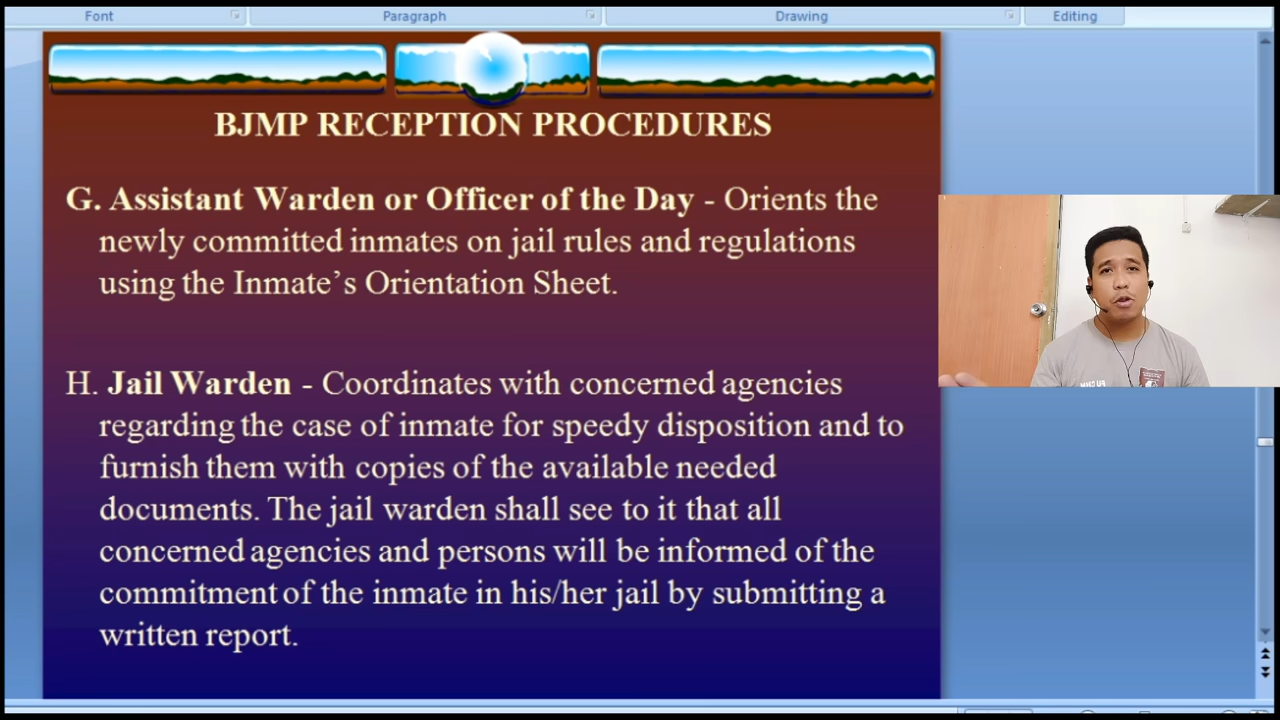 Font
Paragraph
Drawing
Editing
BJMP RECEPTION PROCEDURES
G. Assistant Warden or Officer of the Day - Orients the
newly committed inmates on jail rules and regulations
using the Inmate’s Orientation Sheet.
H. Jail Warden - Coordinates with concerned agencies
regarding the case of inmate for speedy disposition and to
furnish them with copies of the available needed
documents. The jail warden shall see to it that all
concerned agencies and persons will be informed of the
commitment of the inmate in his/her jail by submitting a
written report.